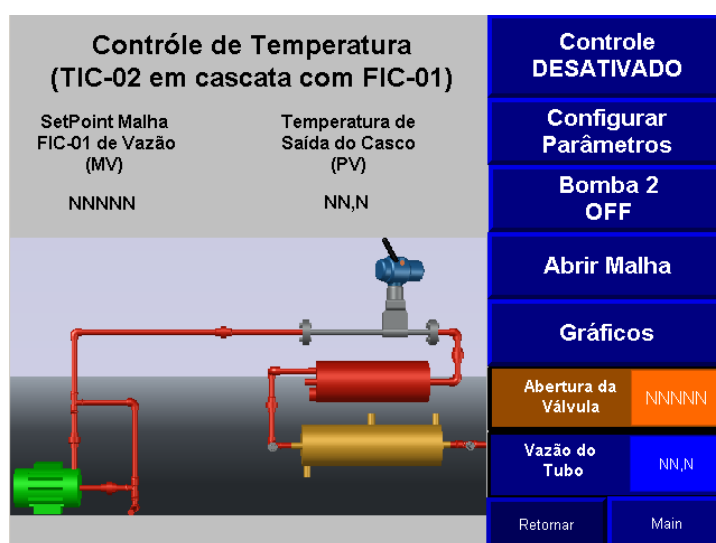 Contróle de Temperatura
(TIC-02 em cascata com FIC-01)
SetPoint Malha
FIC-01 de Vazão
(MV)
NNNNN
Temperatura de
Saída do Casco
(PV)
NN,N
Controle
DESATIVADO
Configurar
Parâmetros
Bomba 2
OFF
Abrir Malha
Gráficos
Abertura da
Válvula
NNNNN
Vazão do
Tubo
NN,N
Retornar
Main